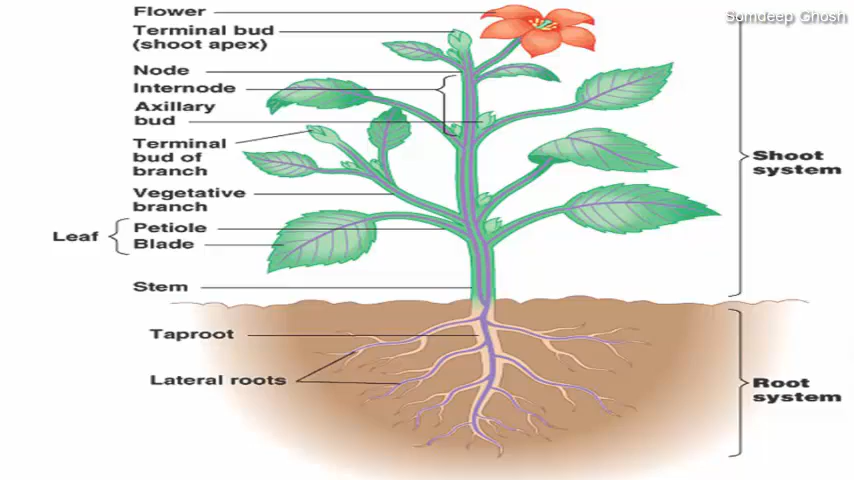 Flower
Somdeep Ghosh
Terminal bud
(shoot apex)
Node
Internode
Axillary
bud
Terminal
bud of
branch
Shoot
system
Vegetative
branch
Leaf
Petiole
Blade
Stem
Taproot
Lateral roots
Root
system